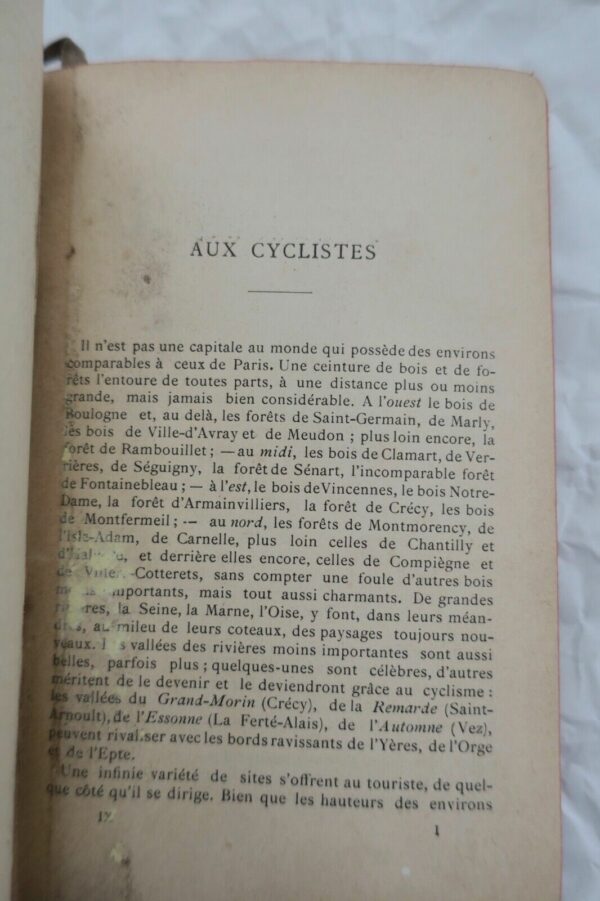 AUX CYCLISTES
Il n'est pas une capitale au monde qui possède des environs
comparables à ceux de Paris. Une ceinture de bois et de fo-
rêts l'entoure de toutes parts, à une distance plus ou moins
grande, mais jamais bien considérable. A l'ouest le bois de
Boulogne et, au delà, les forêts de Saint-Germain, de Marly,
les bois de Ville-d'Avray et de Meudon ; plus loin encore, la
forêt de Rambouillet ; — au midi, les bois de Clamart, de Ver-
rières, de Séguigny, la forêt de Sénart, l'incomparable forêt
de Fontainebleau ; — à l'est, le bois de Vincennes, le bois Notre-
Dame, la forêt d'Armainvilliers, la forêt de Crécy, les bois
de Montfermeil ; — au nord, les forêts de Montmorency, de
l'Isle-Adam, de Carnelle, plus loin celles de Chantilly et
et derrière elles encore, celles de Compiègne et
de Cotterets, sans compter une foule d'autres bois
importants, mais tout aussi charmants. De grandes
la Seine, la Marne, l'Oise, y font, dans leurs méan-
au mileu de leurs coteaux, des paysages toujours nou-
veaux. vallées des rivières moins importantes sont aussi
belles, parfois plus ; quelques-unes sont célèbres, d'autres
méritent de le devenir et le deviendront grâce au cyclisme :
les vallées du Grand-Morin (Crécy), de la Remarde (Saint-
Arnoult), de l'Essonne (La Ferté-Alais), de l'Automne (Vez),
peuvent rivaliser avec les bords ravissants de l'Yères, de l'Orge
et de l'Epte.
Une infinie variété de sites s'offrent au touriste, de quel-
que côté qu'il se dirige. Bien que les hauteurs des environs
1